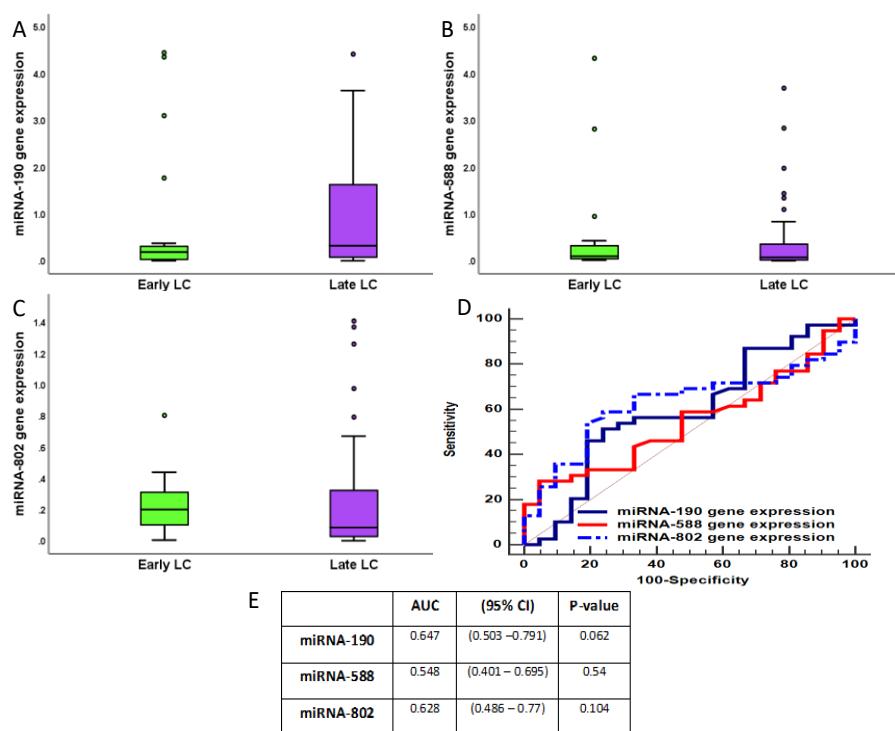 A
miRNA-190 gene expression
5.0
4.0
3.0
2.0
1.0
.0
Early LC
Late LC
B
miRNA-588 gene expression
5.0
4.0
3.0
2.0
1.0
.0
Early LC
Late LC
C
miRNA-802 gene expression
1.4
1.2
1.0
.8
.6
.4
.2
.0
Early LC
Late LC
D
Sensitivity
100
80
60
40
20
0
miRNA-190 gene expression
miRNA-588 gene expression
miRNA-802 gene expression
0 20 40 60 80 100
100-Specificity
E
AUC (95% CI) P-value
miRNA-190 0.647 (0.503 –0.791) 0.062
miRNA-588 0.548 (0.401 – 0.695) 0.54
miRNA-802 0.628 (0.486 – 0.77) 0.104